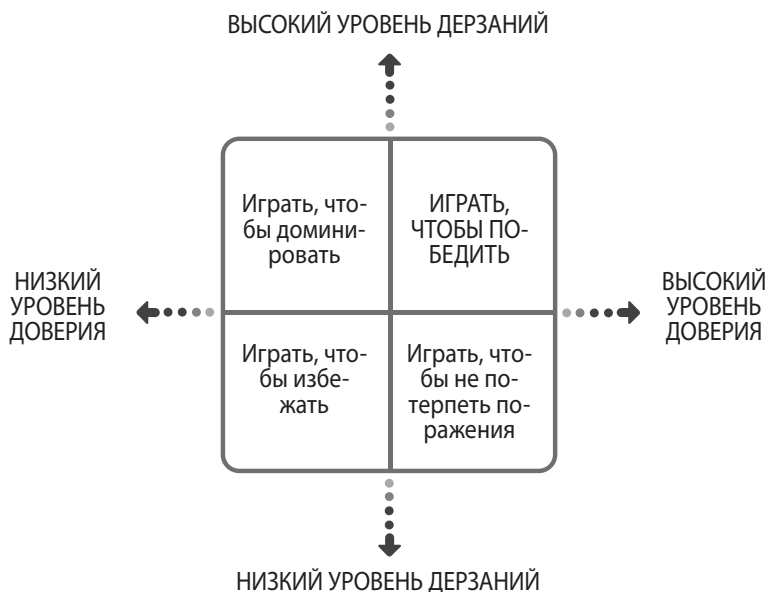 ВЫСОКИЙ УРОВЕНЬ ДЕРЗАНИЙ
Играть, что-
бы домини-
ровать
ИГРАТЬ,
ЧТОБЫ ПО-
БЕДИТЬ
НИЗКИЙ
УРОВЕНЬ
ДОВЕРИЯ
ВЫСОКИЙ
УРОВЕНЬ
ДОВЕРИЯ
Играть, что-
бы избе-
жать
Играть, что-
бы не по-
терпеть по-
ражения
НИЗКИЙ УРОВЕНЬ ДЕРЗАНИЙ